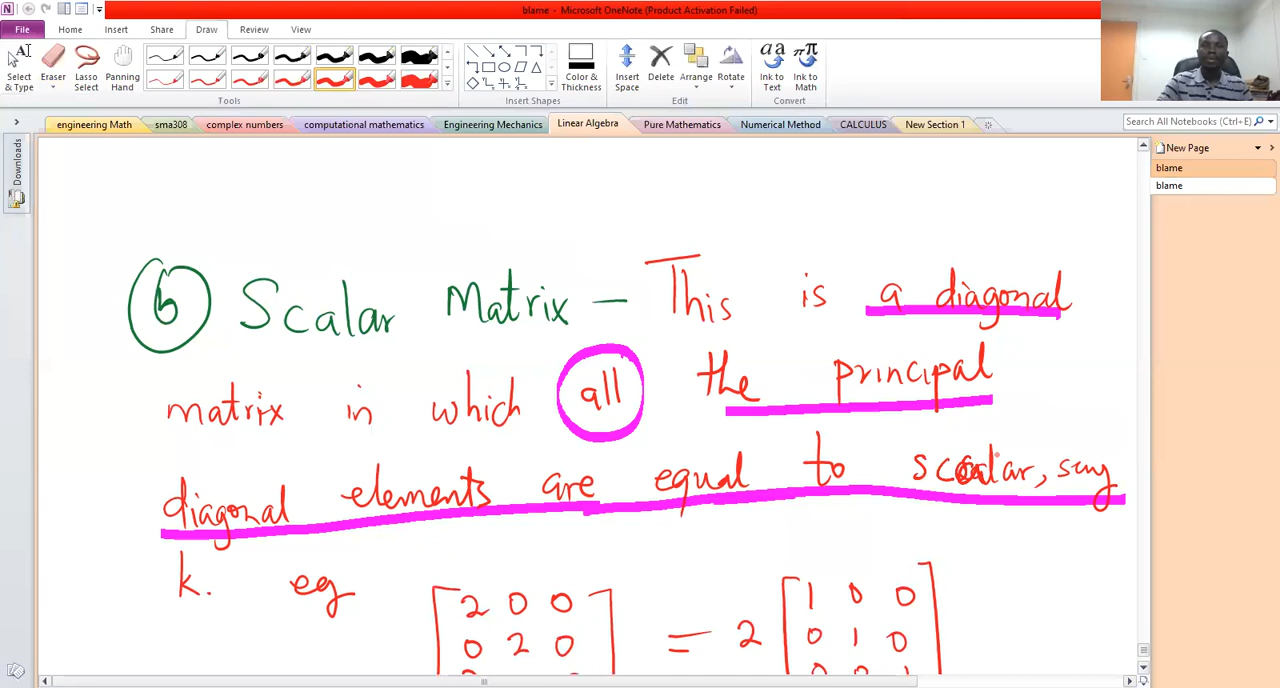 blame - Microsoft OneNote (Product Activation Failed)
File Home Insert Share Draw Review View
Select & Type Eraser Lasso Select Panning Hand Color & Thickness Insert Space Delete Arrange Rotate Ink to Text Ink to Math
Tools Insert Shapes Edit Convert
engineering Math sma308 complex numbers computational mathematics Engineering Mechanics Linear Algebra Pure Mathematics Numerical Method CALCULUS New Section 1 Search All Notebooks (Ctrl+E)
Downloads
New Page
blame
blame
6 Scalar Matrix - This is a diagonal
matrix in which all the principal
diagonal elements are equal to scalar, say
k. eg
2 0 0 = 2 1 0 0
0 2 0 0 1 0
0 0 1